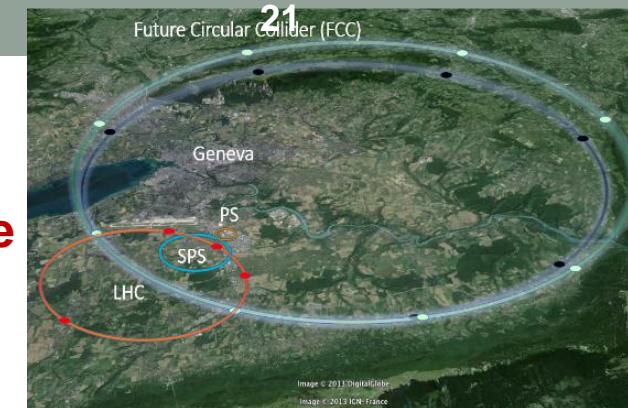 21
Future Circular Collider (FCC)
Geneva
PS
e
SPS
LHC
Image © 2013 DigitalGlobe
Image © 2013 IGN-France